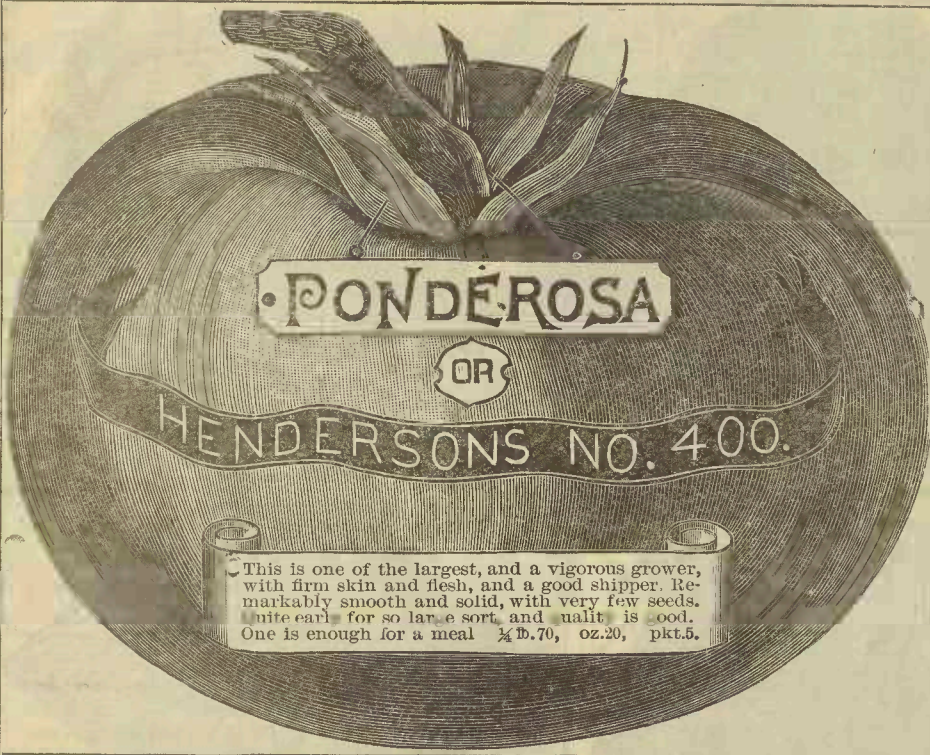 PONDEROSA
OR
HENDERSONS NO. 400.
This is one of the largest, and a vigorous grower,
with firm skin and flesh, and a good shipper. Re-
markably smooth and solid, with very few seeds.
Quite early for so large sort, and quality is good.
One is enough for a meal ¼ lb.70, oz.20, pkt.5.